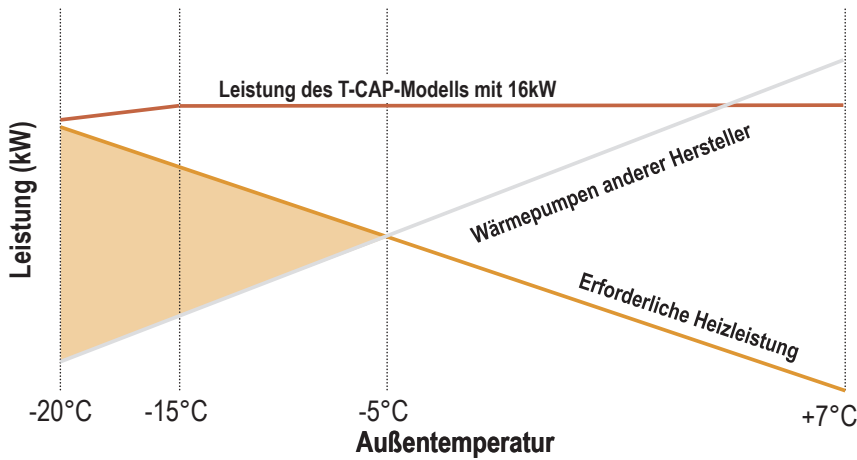 Leistung des T-CAP-Modells mit 16kW
Leistung (kW)
Wärmepumpen anderer Hersteller
Erforderliche Heizleistung
-20°C
-15°C
-5°C
+7°C
Außentemperatur